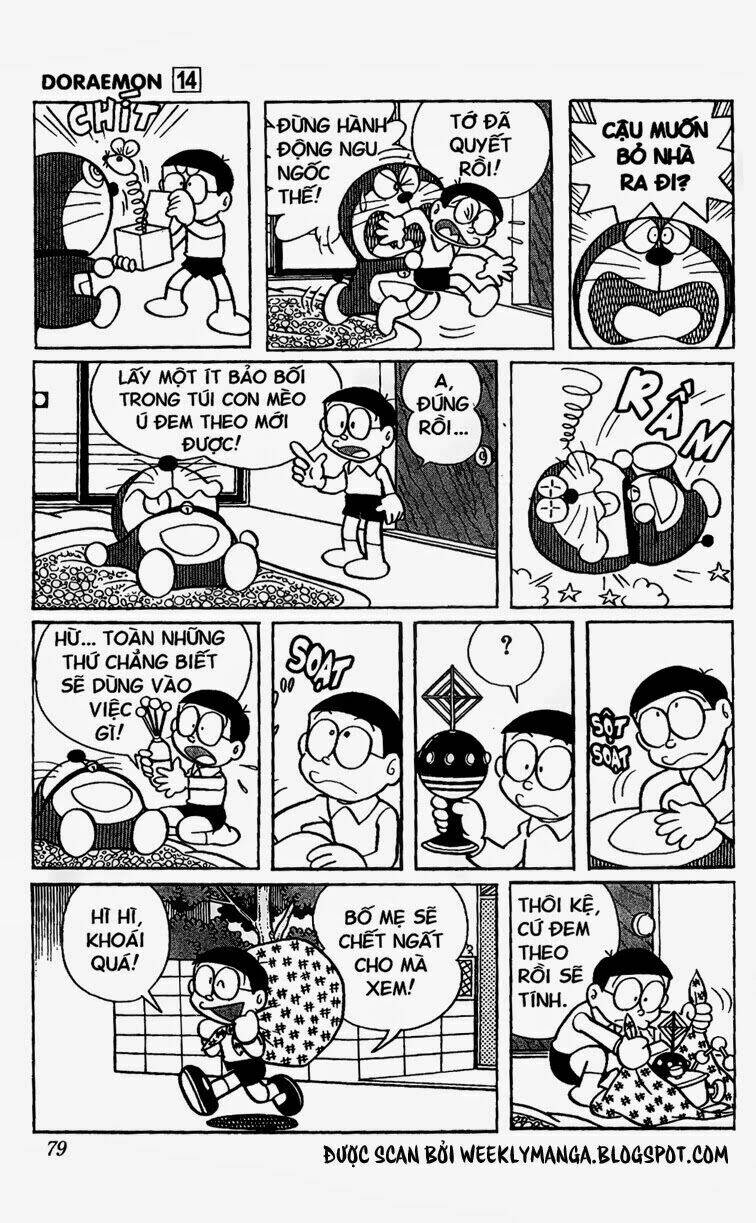 DORAEMON 14
CẬU MUỐN
BỎ NHÀ
RA ĐI?
TỚ ĐÃ
QUYẾT
RỒI!
ĐỪNG HÀNH
ĐỘNG NGU
NGỐC
THẾ!
CHÍT
RẦM
A,
ĐÚNG
RỒI...
LẤY MỘT ÍT BẢO BỐI
TRONG TÚI CON MÈO
Ú ĐEM THEO MỚI
ĐƯỢC!
SỘT
SOẠT
?
SOẠT
HỪ... TOÀN NHỮNG
THỨ CHẲNG BIẾT
SẼ DÙNG VÀO
VIỆC
GÌ!
THÔI KỆ,
CỨ ĐEM
THEO
RỒI SẼ
TÍNH.
BỐ MẸ SẼ
CHẾT NGẤT
CHO MÀ
XEM!
HÌ HÌ,
KHOÁI
QUÁ!
79
ĐƯỢC SCAN BỞI WEEKLYMANGA.BLOGSPOT.COM